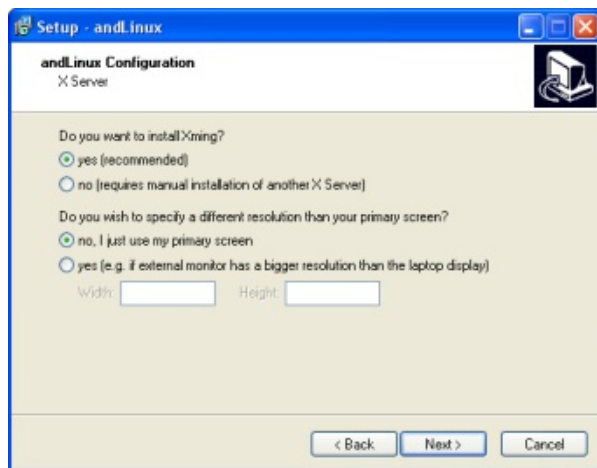 Setup - andLinux
andLinux Configuration
X Server
Do you want to install Xming?
yes (recommended)
no (requires manual installation of another X Server)
Do you wish to specify a different resolution than your primary screen?
no, I just use my primary screen
yes (e.g. if external monitor has a bigger resolution than the laptop display)
Width: Height:
< Back Next > Cancel